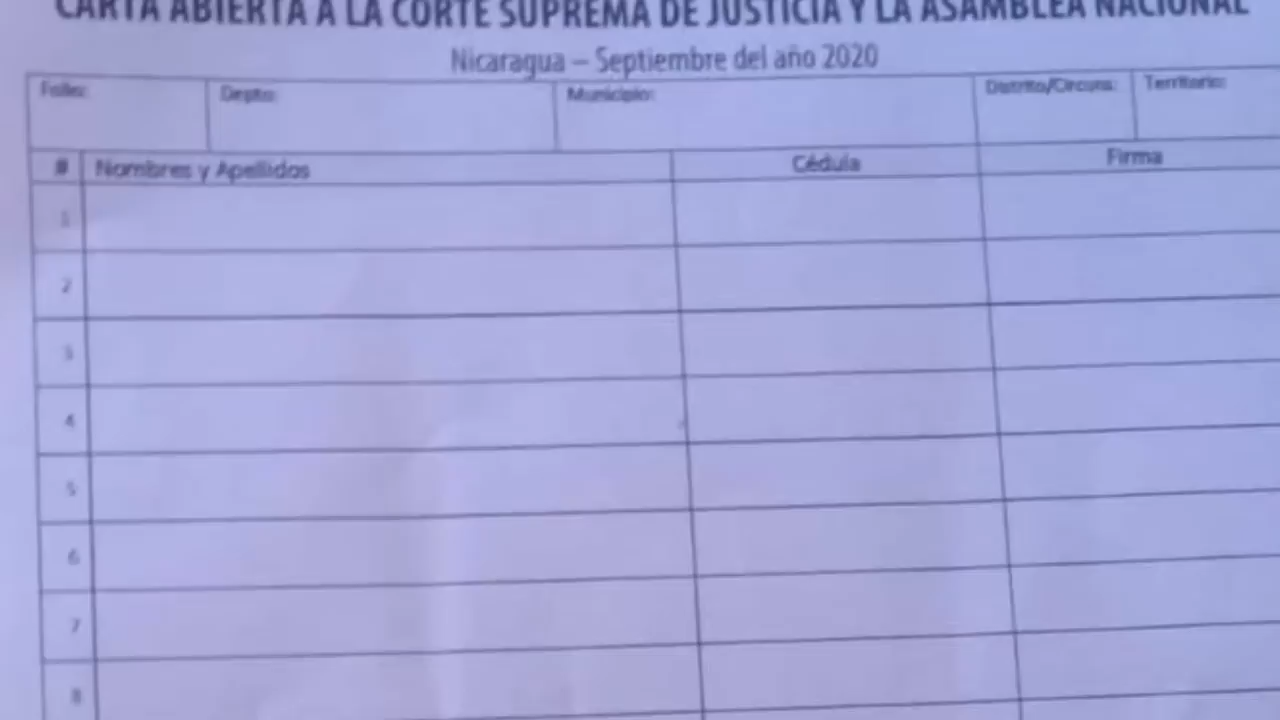 CARTA ABIERTA A LA CORTE SUPREMA DE JUSTICIA Y LA ASAMBLEA NACIONAL
Nicaragua – Septiembre del año 2020
Folio: Depto: Municipio: Distrito/Circuns: Territorio:
# Nombres y Apellidos Cédula Firma
1
2
3
4
5
6
7
8